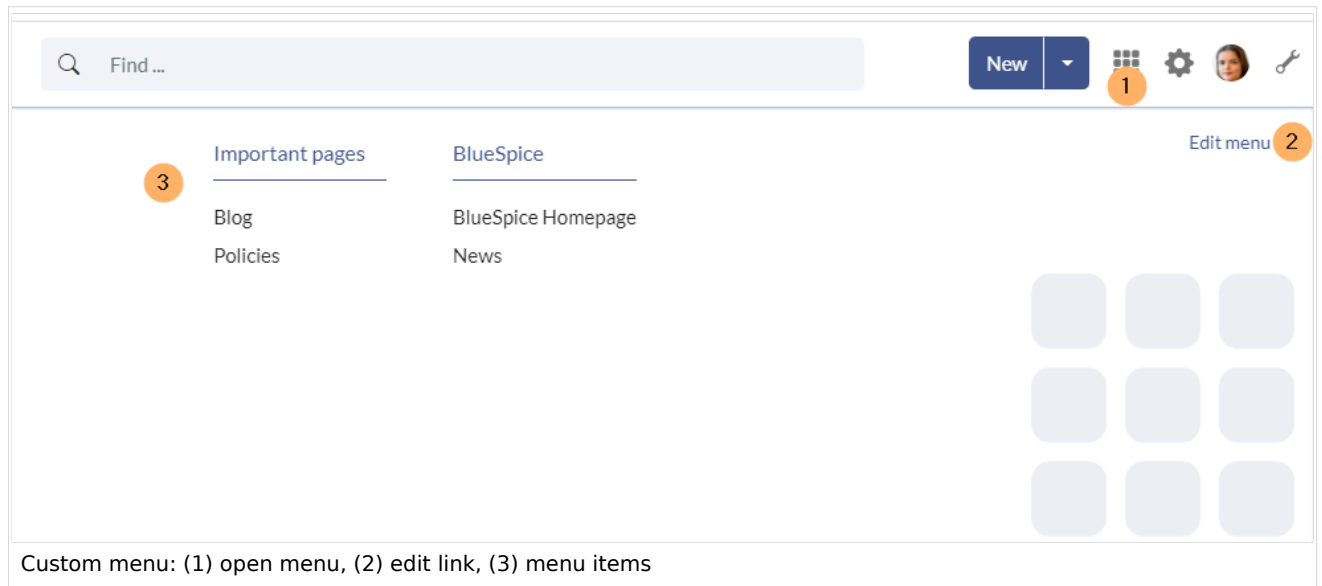 Find ...
New
1
Edit menu 2
Important pages BlueSpice
3
Blog BlueSpice Homepage
Policies News
Custom menu: (1) open menu, (2) edit link, (3) menu items